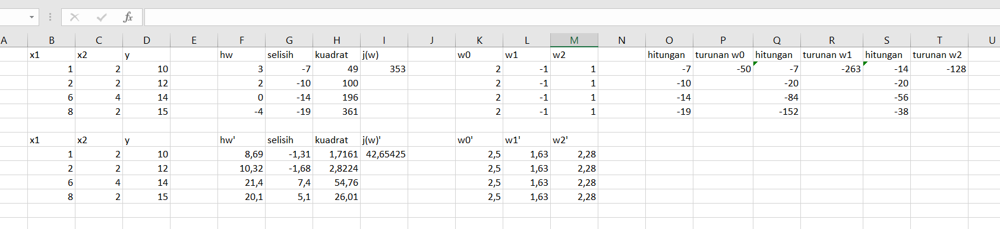 fx
A B C D E F G H I J K L M N O P Q R S T U
x1 x2 y hw selisih kuadrat j(w) w0 w1 w2 hitungan turunan w0 hitungan turunan w1 hitungan turunan w2
1 2 10 3 -7 49 353 2 -1 1 -7 -50 -7 -263 -14 -128
2 2 12 2 -10 100 2 -1 1 -10 -20 -20
6 4 14 0 -14 196 2 -1 1 -14 -84 -56
8 2 15 -4 -19 361 2 -1 1 -19 -152 -38
x1 x2 y hw' selisih kuadrat j(w)' w0' w1' w2'
1 2 10 8,69 -1,31 1,7161 42,65425 2,5 1,63 2,28
2 2 12 10,32 -1,68 2,8224 2,5 1,63 2,28
6 4 14 21,4 7,4 54,76 2,5 1,63 2,28
8 2 15 20,1 5,1 26,01 2,5 1,63 2,28